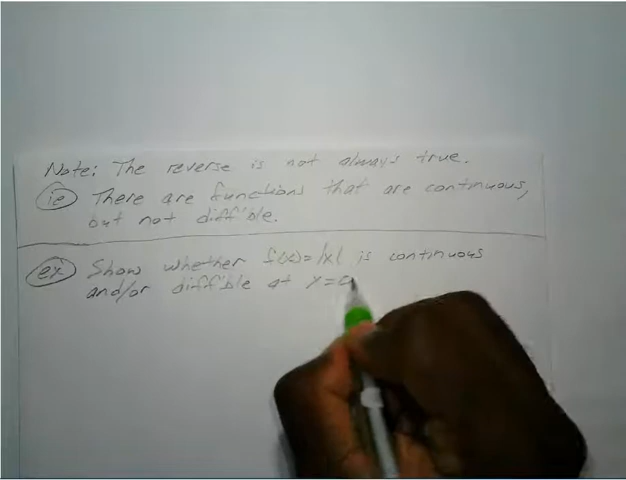 Note: The reverse is not always true.
ie There are functions that are continuous,
but not diff'ble.
ex Show whether f(x)=|x| is continuous
and/or diff'ble at x=0